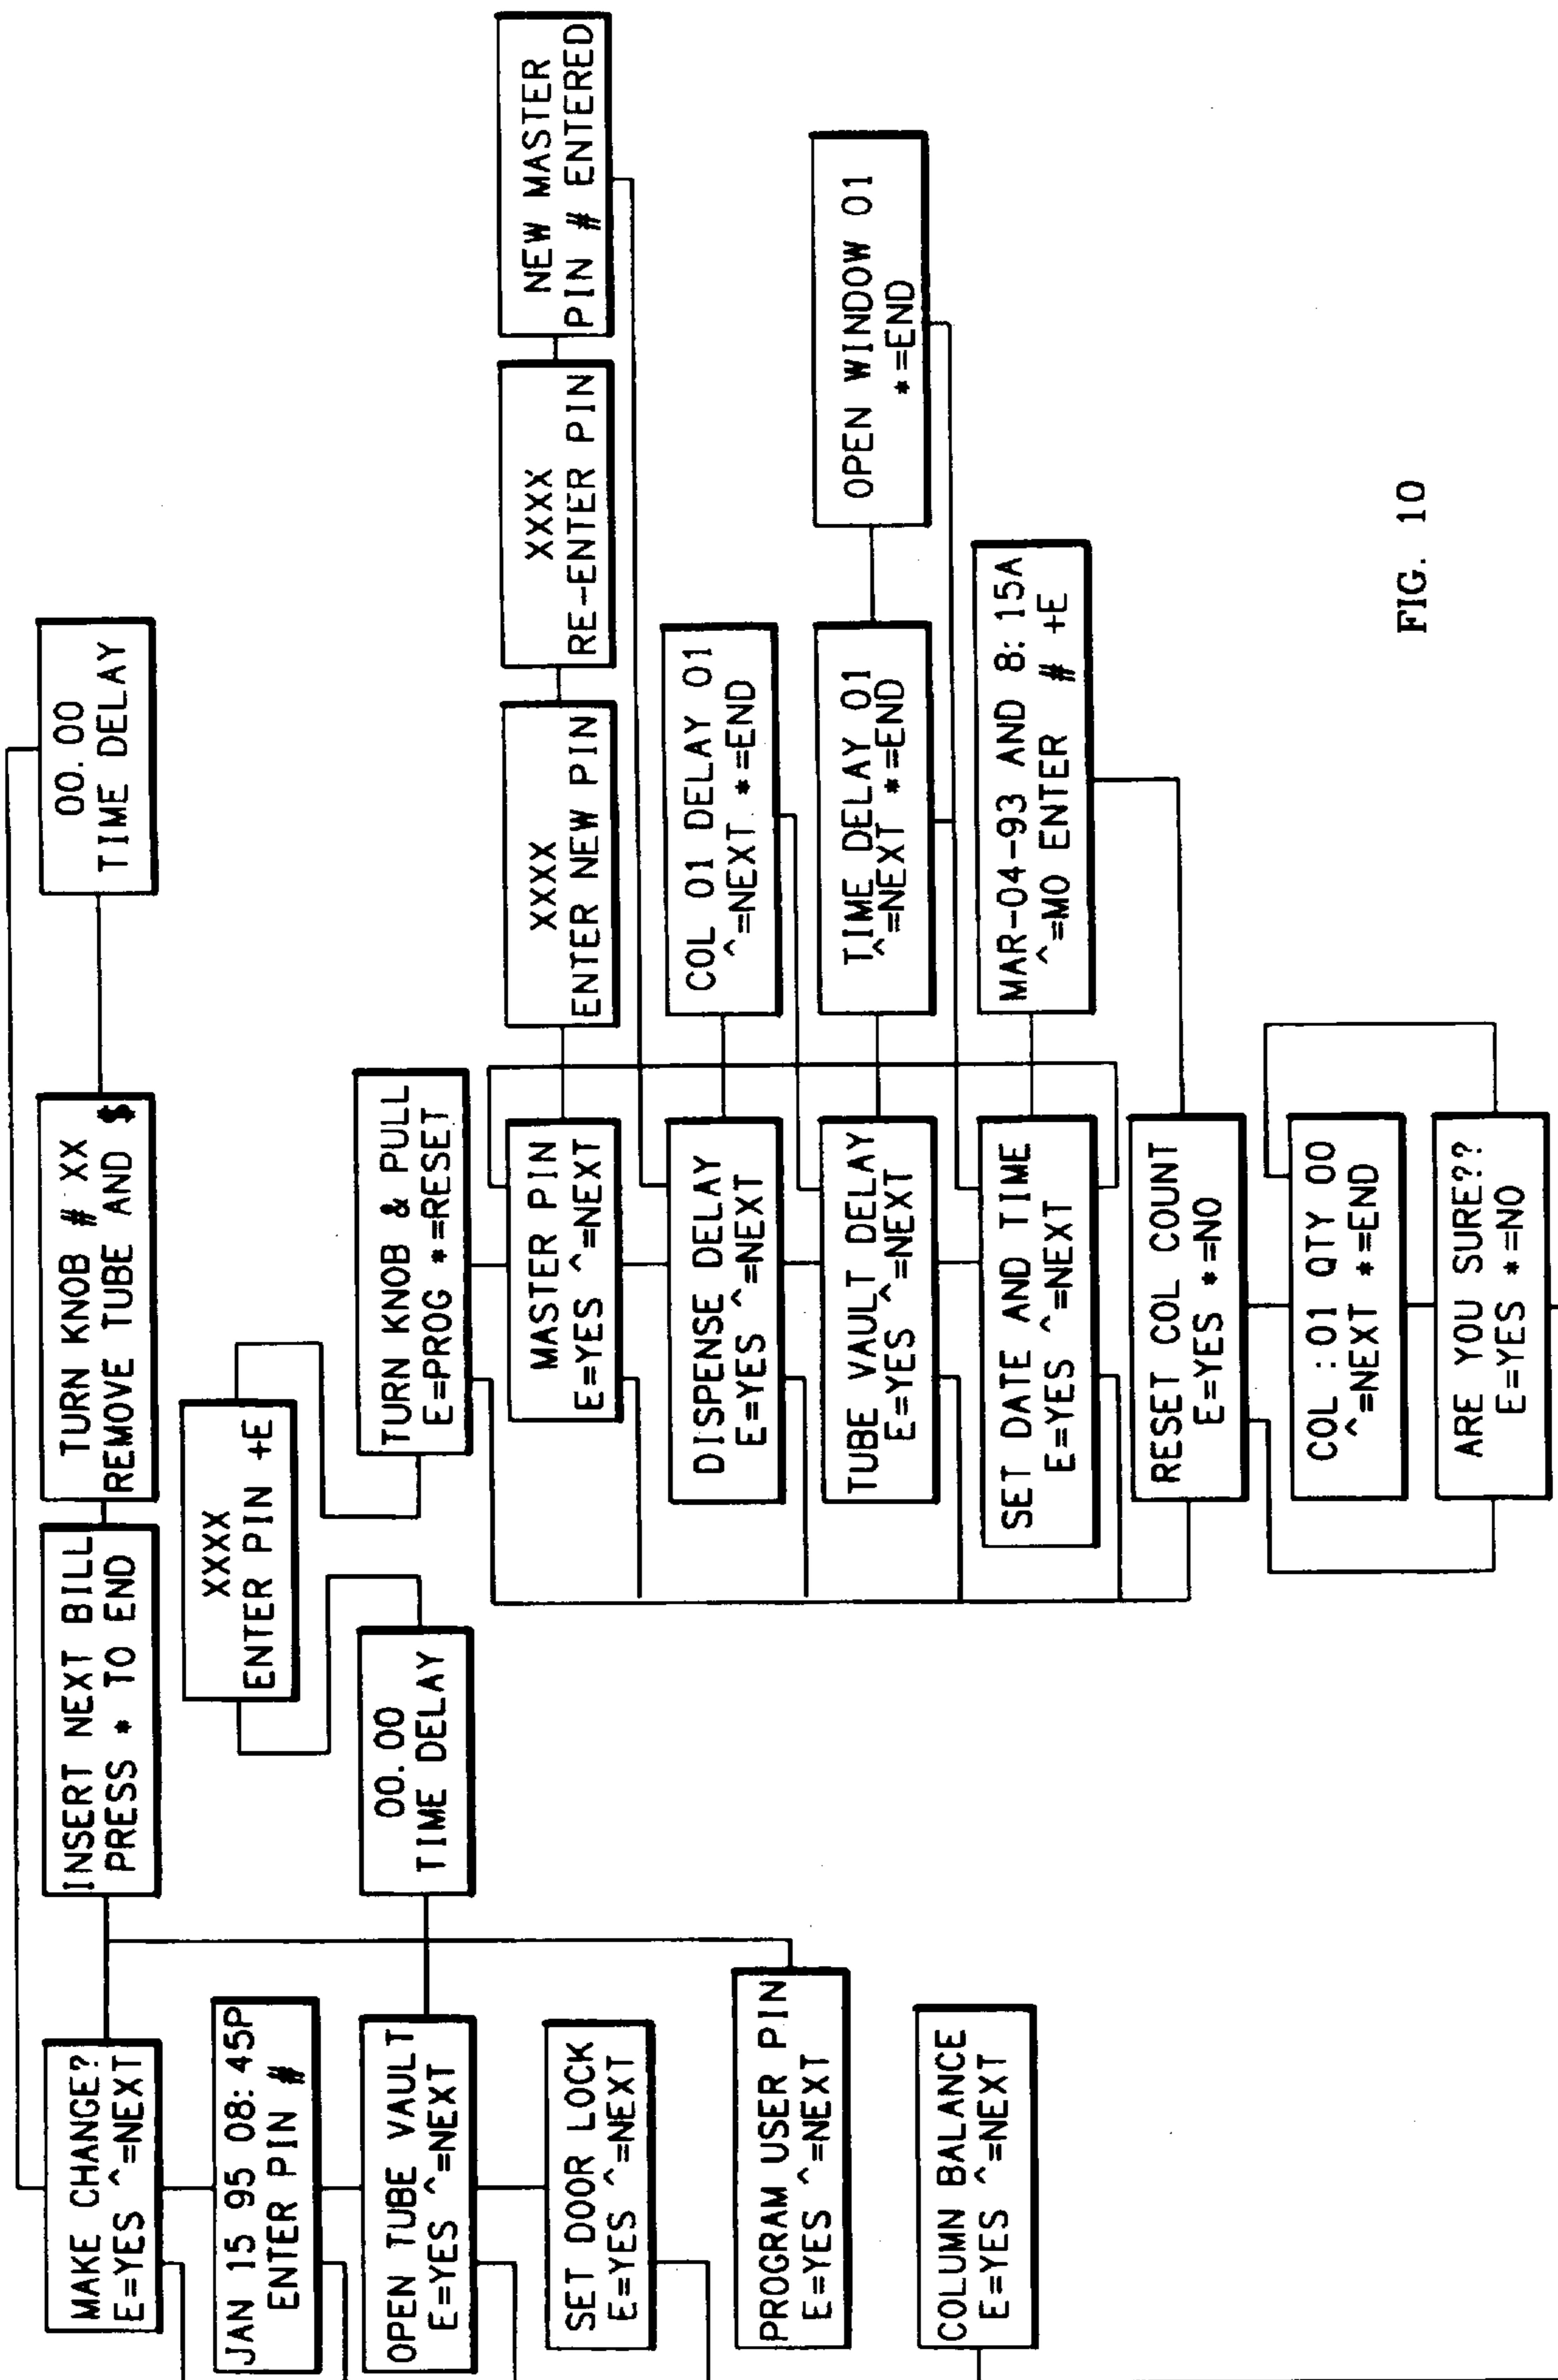 MAKE CHANGE?
E=YES ^=NEXT
INSERT NEXT BILL
PRESS * TO END
TURN KNOB # XX
REMOVE TUBE AND $
00.00
TIME DELAY
JAN 15 95 08:45P
ENTER PIN #
XXXX
ENTER PIN +E
OPEN TUBE VAULT
E=YES ^=NEXT
00.00
TIME DELAY
TURN KNOB & PULL
E=PROG *=RESET
SET DOOR LOCK
E=YES ^=NEXT
MASTER PIN
E=YES ^=NEXT
XXXX
ENTER NEW PIN
XXXX
RE-ENTER PIN
NEW MASTER
PIN # ENTERED
PROGRAM USER PIN
E=YES ^=NEXT
DISPENSE DELAY
E=YES ^=NEXT
COL 01 DELAY 01
^=NEXT *=END
COLUMN BALANCE
E=YES ^=NEXT
TUBE VAULT DELAY
E=YES ^=NEXT
TIME DELAY 01
^=NEXT *=END
OPEN WINDOW 01
*=END
SET DATE AND TIME
E=YES ^=NEXT
MAR-04-93 AND 8:15A
^=MO ENTER # +E
RESET COL COUNT
E=YES *=NO
COL :01 QTY 00
^=NEXT *=END
ARE YOU SURE??
E=YES *=NO
FIG. 10